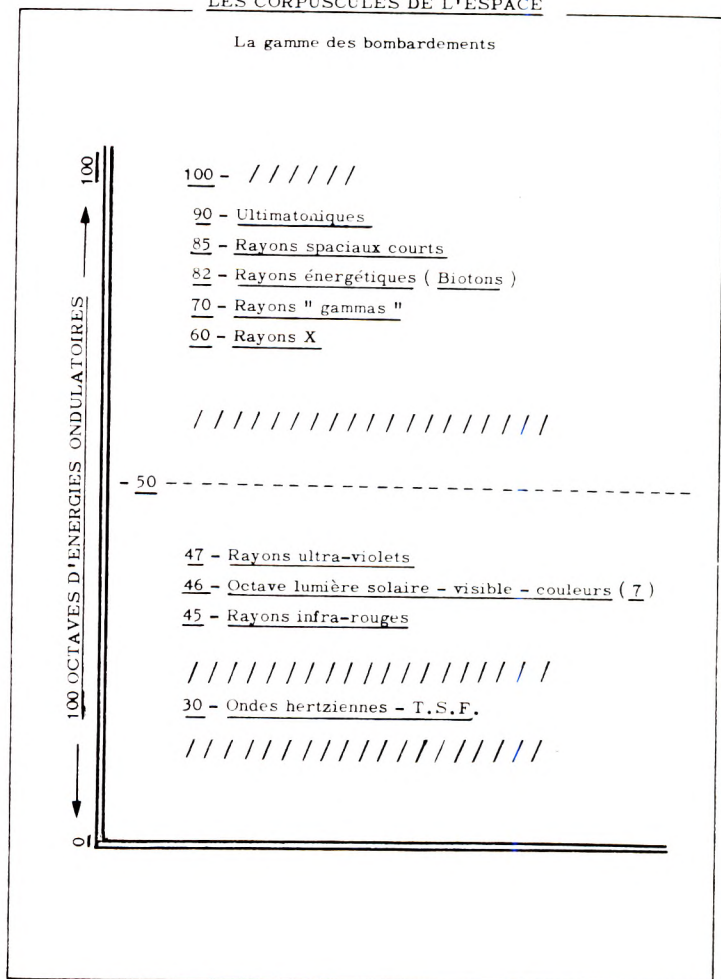 LES CORPUSCULES DE L'ESPACE
La gamme des bombardements
100
100 - / / / / / /
90 - Ultimatoniques
85 - Rayons spaciaux courts
82 - Rayons énergétiques ( Biotons )
70 - Rayons " gammas "
60 - Rayons X
/ / / / / / / / / / / / / / / / / / /
100 OCTAVES D'ENERGIES ONDULATOIRES
- 50 -
47 - Rayons ultra-violets
46 - Octave lumière solaire - visible - couleurs ( 7 )
45 - Rayons infra-rouges
/ / / / / / / / / / / / / / / / / / /
30 - Ondes hertziennes - T.S.F.
/ / / / / / / / / / / / / / / / / / /
0